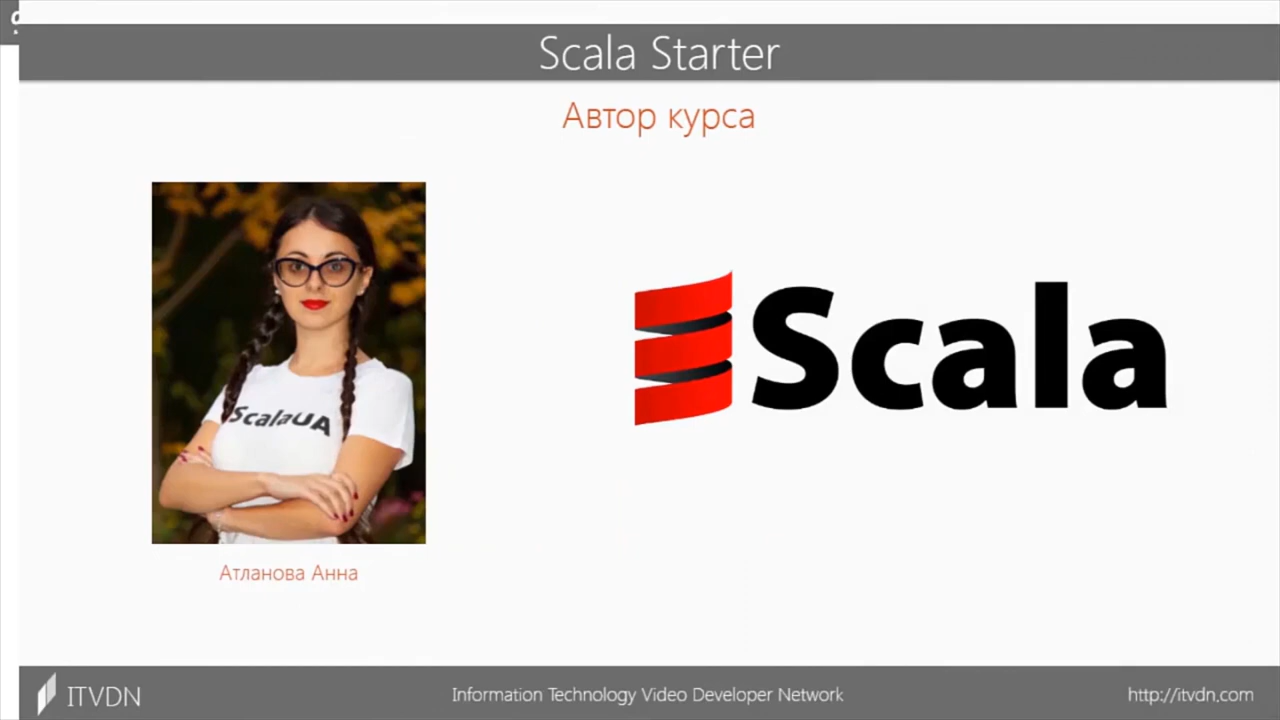 Scala Starter
Автор курса
ScalaUA
Scala
Атланова Анна
ITVDN
Information Technology Video Developer Network
http://itvdn.com